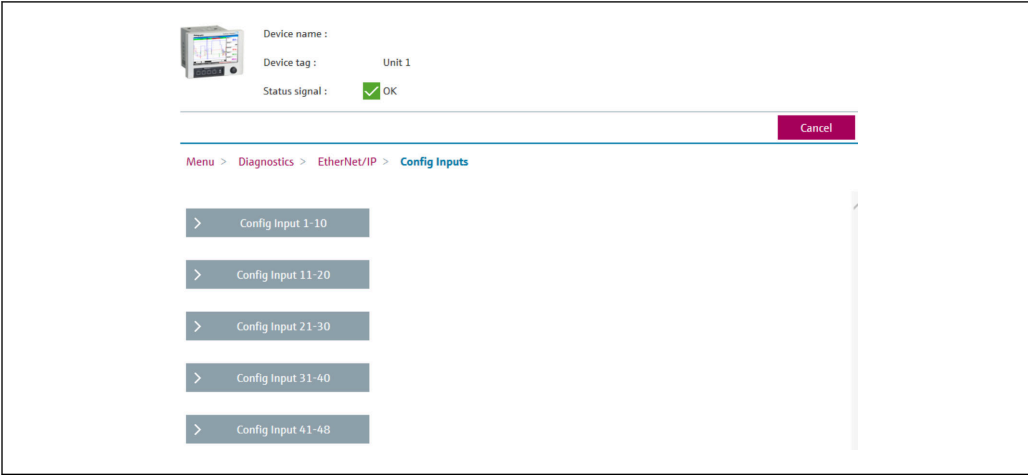 Device name :
Device tag : Unit 1
Status signal : OK
Cancel
Menu > Diagnostics > EtherNet/IP > Config Inputs
> Config Input 1-10
> Config Input 11-20
> Config Input 21-30
> Config Input 31-40
> Config Input 41-48